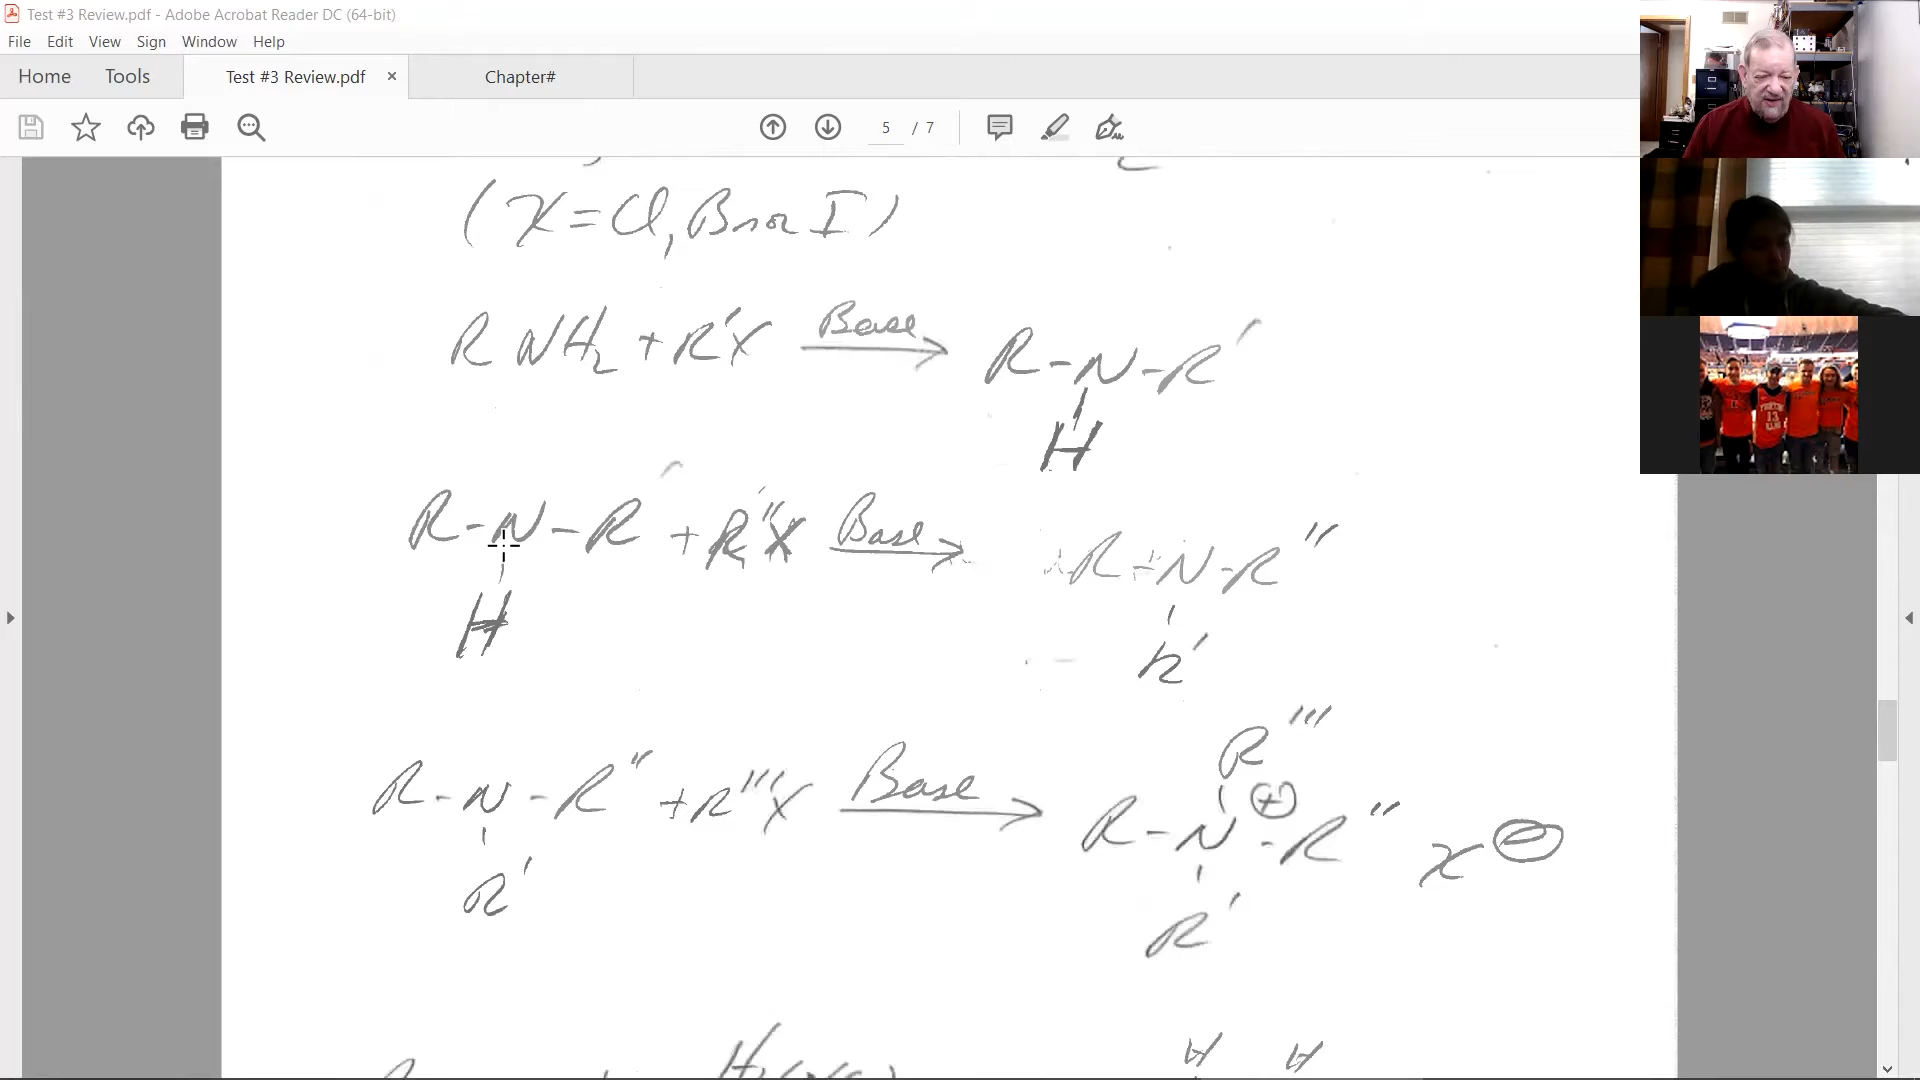 Test #3 Review.pdf - Adobe Acrobat Reader DC (64-bit)
File Edit View Sign Window Help
Home Tools Test #3 Review.pdf × Chapter#
5 / 7
(X = Cl, Br or I)
R NH2 + R'X Base → R-N-R'
H
R-N-R' + R''X Base → R-N-R''
H R'
R'''
R-N-R'' + R'''X Base → R-N-R'' X
R' R'
H H